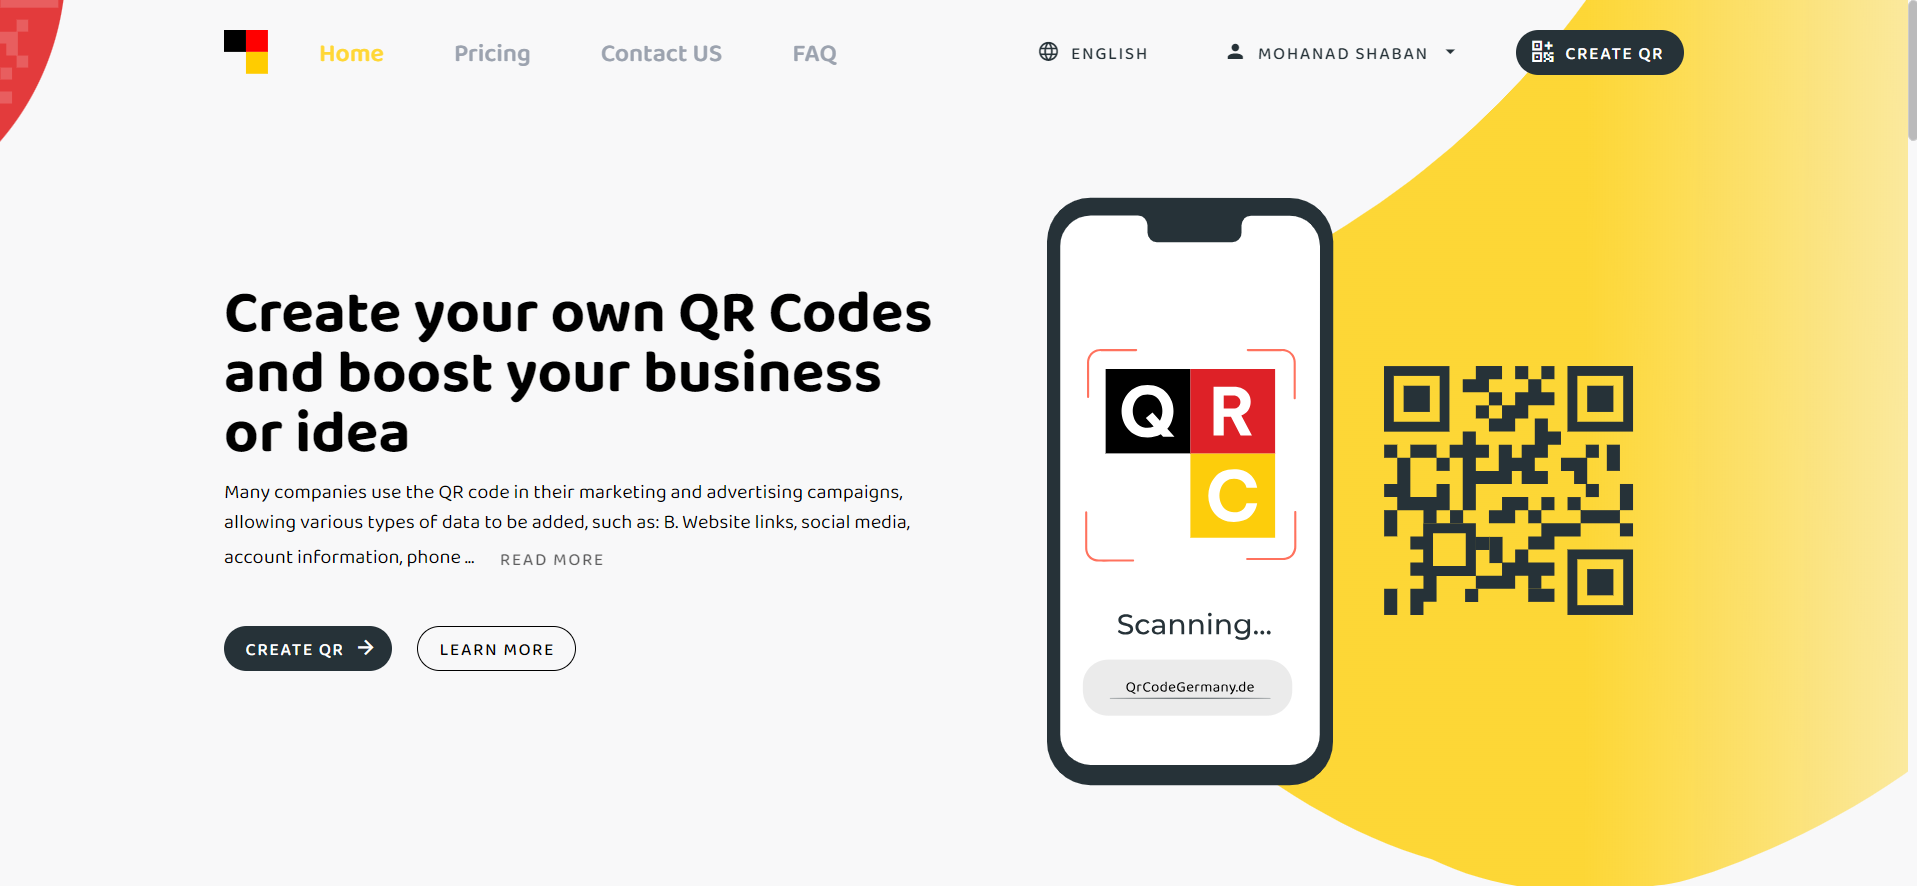 Home Pricing Contact US FAQ ENGLISH MOHANAD SHABAN CREATE QR
Create your own QR Codes
and boost your business
or idea
Many companies use the QR code in their marketing and advertising campaigns,
allowing various types of data to be added, such as: B. Website links, social media,
account information, phone ... READ MORE
CREATE QR LEARN MORE
Q R
C
Scanning...
QrCodeGermany.de